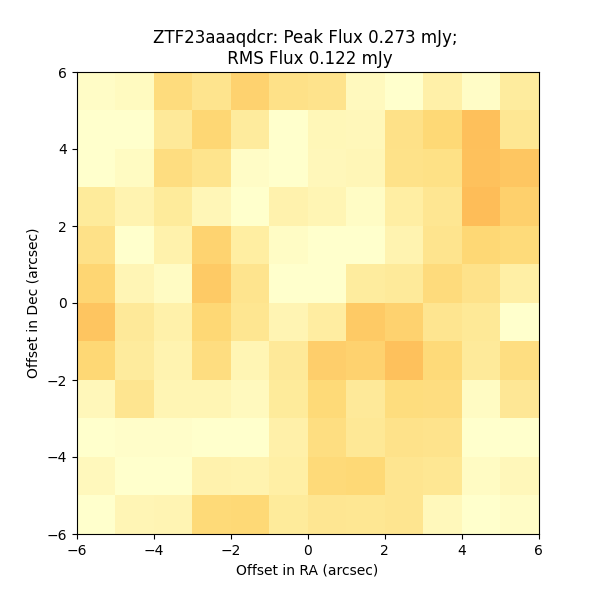 ZTF23aaaqdcr: Peak Flux 0.273 mJy;
RMS Flux 0.122 mJy
6
4
2
0
−2
−4
−6
Offset in Dec (arcsec)
−6 −4 −2 0 2 4 6
Offset in RA (arcsec)